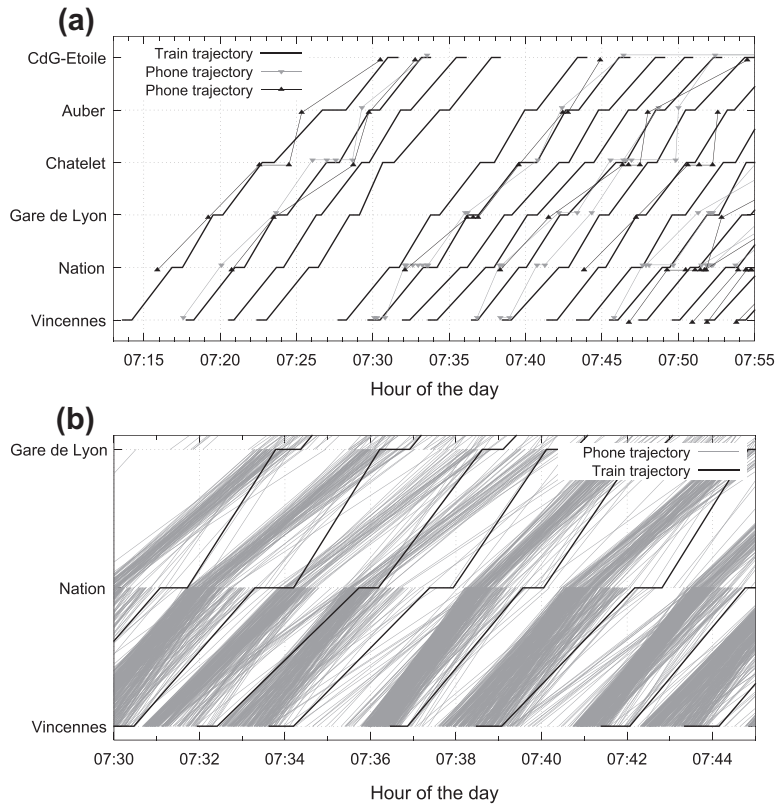 (a)
CdG-Etoile
Auber
Chatelet
Gare de Lyon
Nation
Vincennes
Train trajectory
Phone trajectory
Phone trajectory
07:15 07:20 07:25 07:30 07:35 07:40 07:45 07:50 07:55
Hour of the day
(b)
Gare de Lyon
Nation
Vincennes
Phone trajectory
Train trajectory
07:30 07:32 07:34 07:36 07:38 07:40 07:42 07:44
Hour of the day